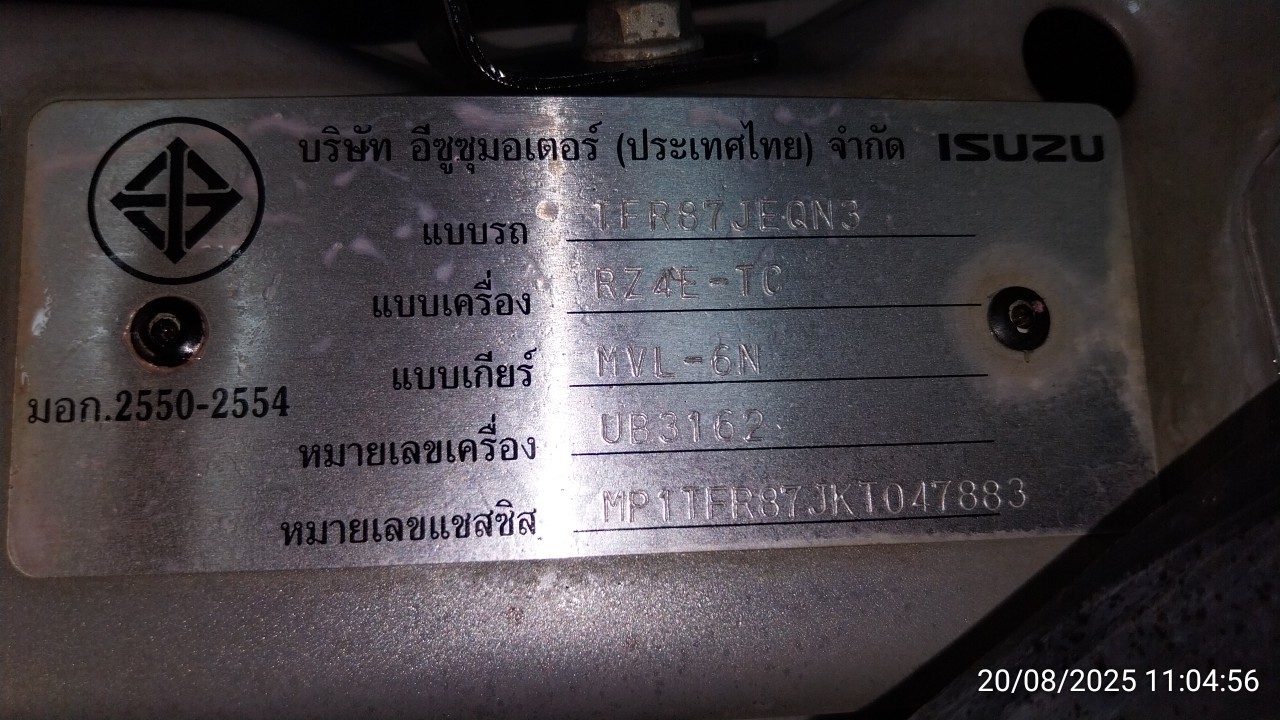 บริษัท อีซูซุมอเตอร์ (ประเทศไทย) จำกัด ISUZU
แบบรถ TFR87JEQN3
แบบเครื่อง RZ4E-TC
แบบเกียร์ MVL-6N
มอก.2550-2554
หมายเลขเครื่อง UB3162
หมายเลขแชสซิส MP1TFR87JKT047883
20/08/2025 11:04:56